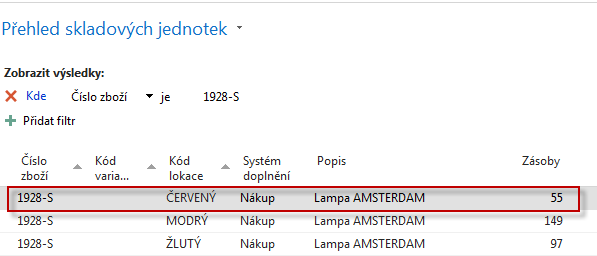 Přehled skladových jednotek
Zobrazit výsledky:
Kde Číslo zboží je 1928-S
Přidat filtr
Číslo zboží Kód varia... Kód lokace Systém doplnění Popis Zásoby
1928-S ČERVENÝ Nákup Lampa AMSTERDAM 55
1928-S MODRÝ Nákup Lampa AMSTERDAM 149
1928-S ŽLUTÝ Nákup Lampa AMSTERDAM 97